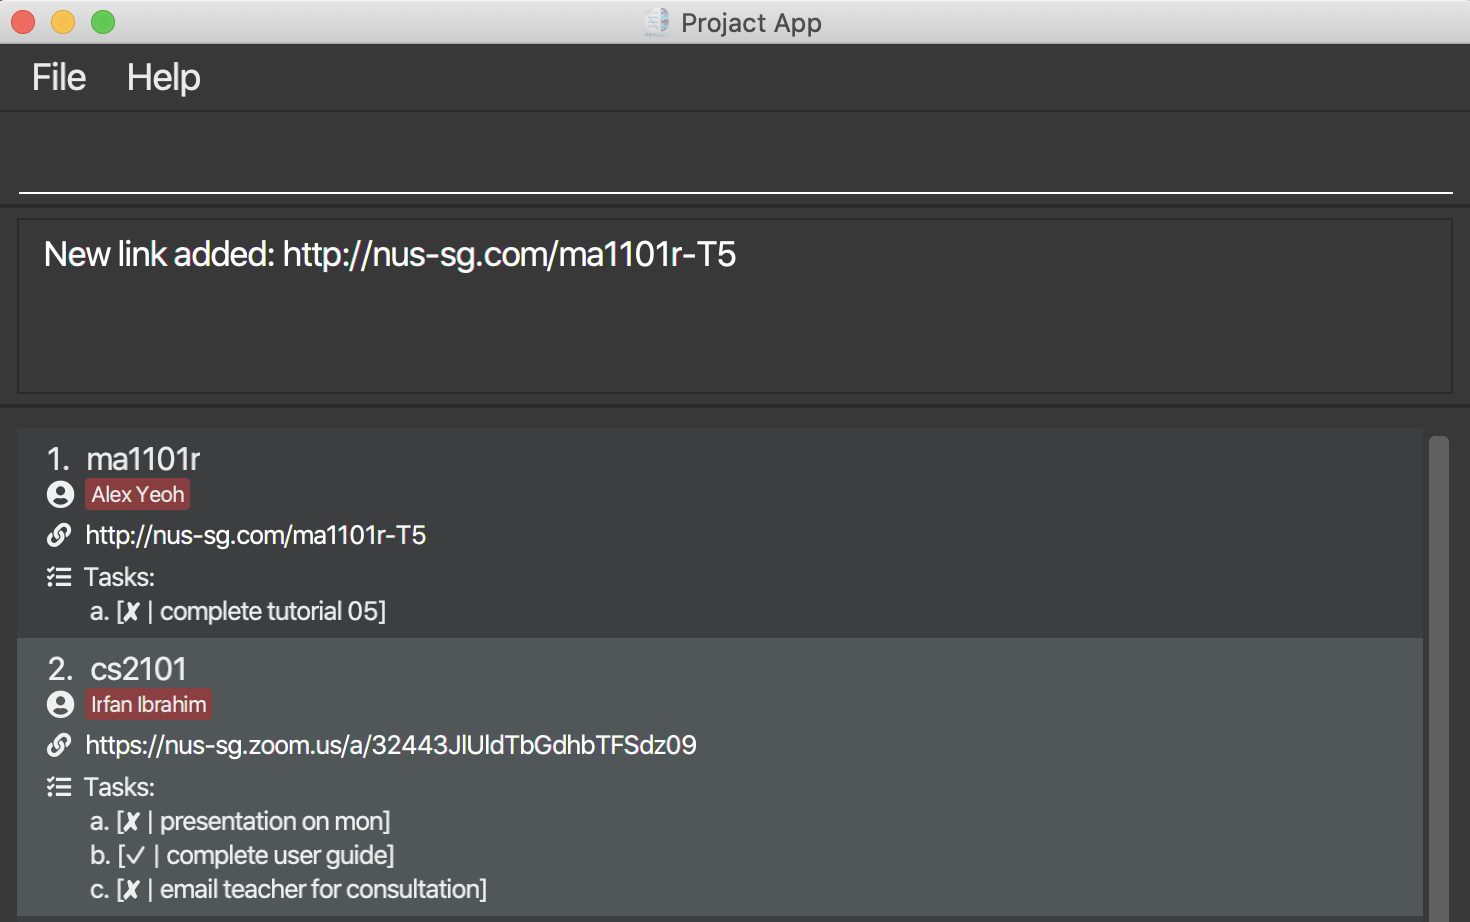 Projact App
File Help
New link added: http://nus-sg.com/ma1101r-T5
1. ma1101r
Alex Yeoh
http://nus-sg.com/ma1101r-T5
Tasks:
a. [✘ | complete tutorial 05]
2. cs2101
Irfan Ibrahim
https://nus-sg.zoom.us/a/32443JlUldTbGdhbTFSdz09
Tasks:
a. [✘ | presentation on mon]
b. [✓ | complete user guide]
c. [✘ | email teacher for consultation]